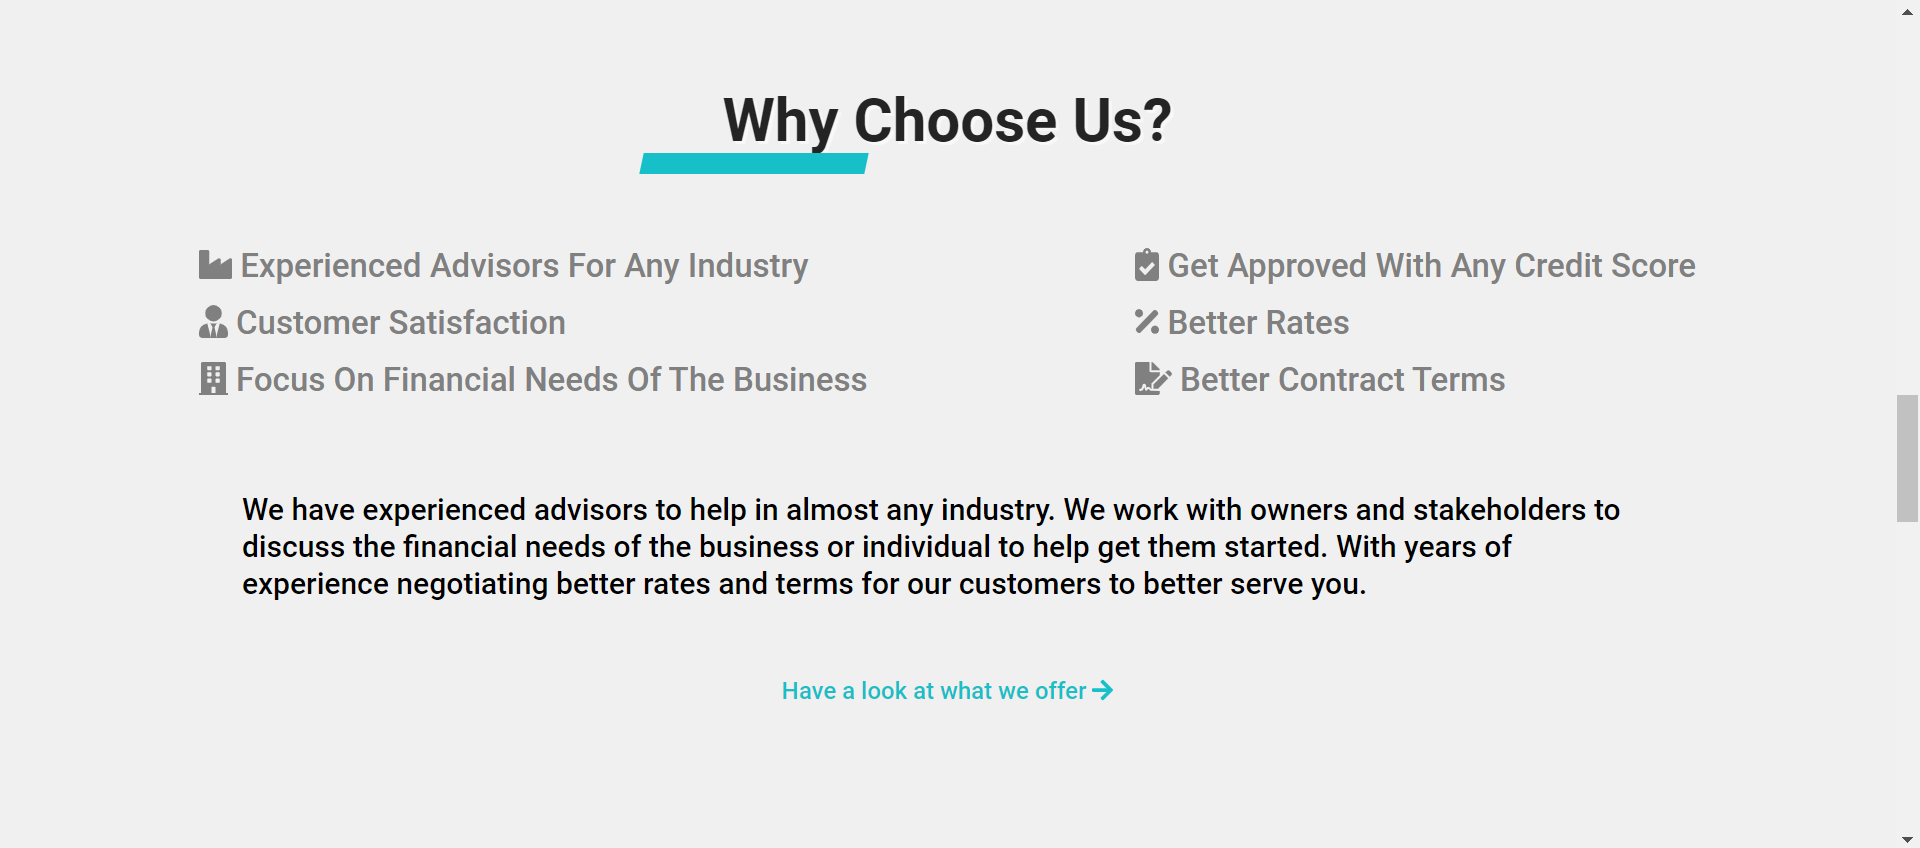 Why Choose Us?
Experienced Advisors For Any Industry
Customer Satisfaction
Focus On Financial Needs Of The Business
Get Approved With Any Credit Score
Better Rates
Better Contract Terms
We have experienced advisors to help in almost any industry. We work with owners and stakeholders to
discuss the financial needs of the business or individual to help get them started. With years of
experience negotiating better rates and terms for our customers to better serve you.
Have a look at what we offer